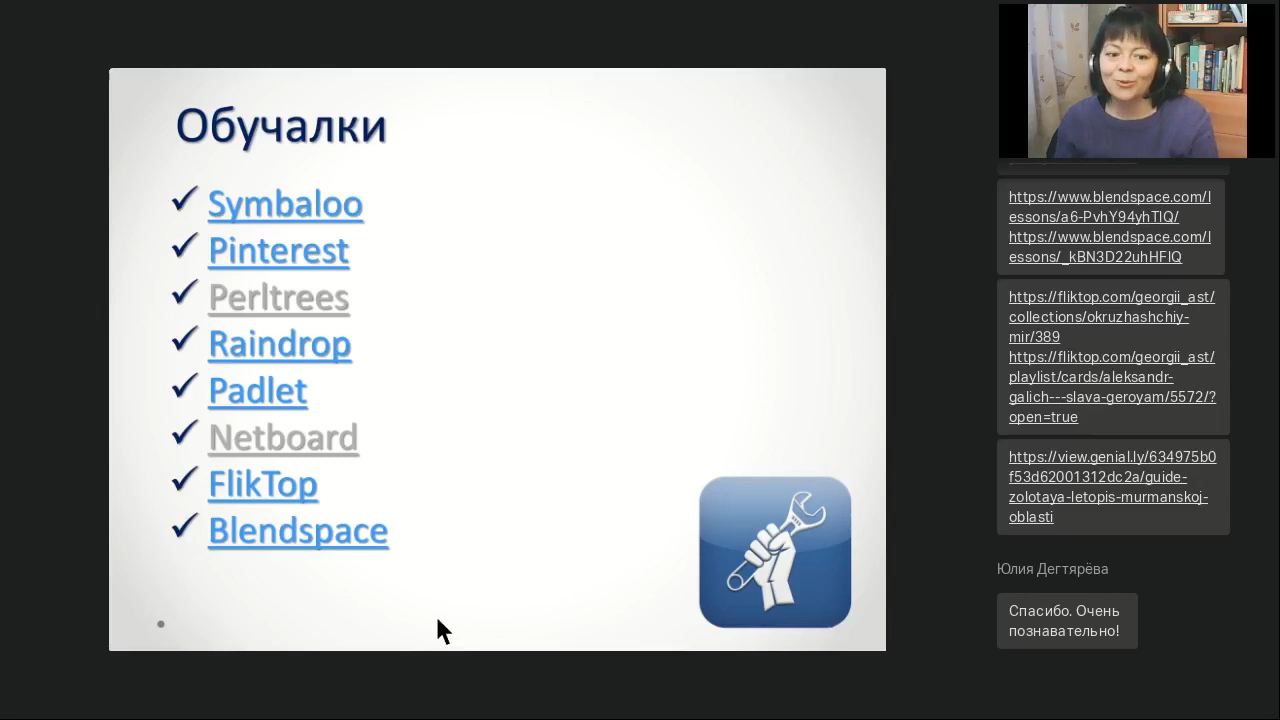 Обучалки
Symbaloo
Pinterest
Perltrees
Raindrop
Padlet
Netboard
FlikTop
Blendspace
https://www.blendspace.com/l
essons/a6-PvhY94yhTlQ/
https://www.blendspace.com/l
essons/_kBN3D22uhHFlQ
https://fliktop.com/georgii_ast/
collections/okruzhashchiy-
mir/389
https://fliktop.com/georgii_ast/
playlist/cards/aleksandr-
galich---slava-geroyam/5572/?
open=true
https://view.genial.ly/634975b0
f53d62001312dc2a/guide-
zolotaya-letopis-murmanskoj-
oblasti
Юлия Дегтярёва
Спасибо. Очень
познавательно!